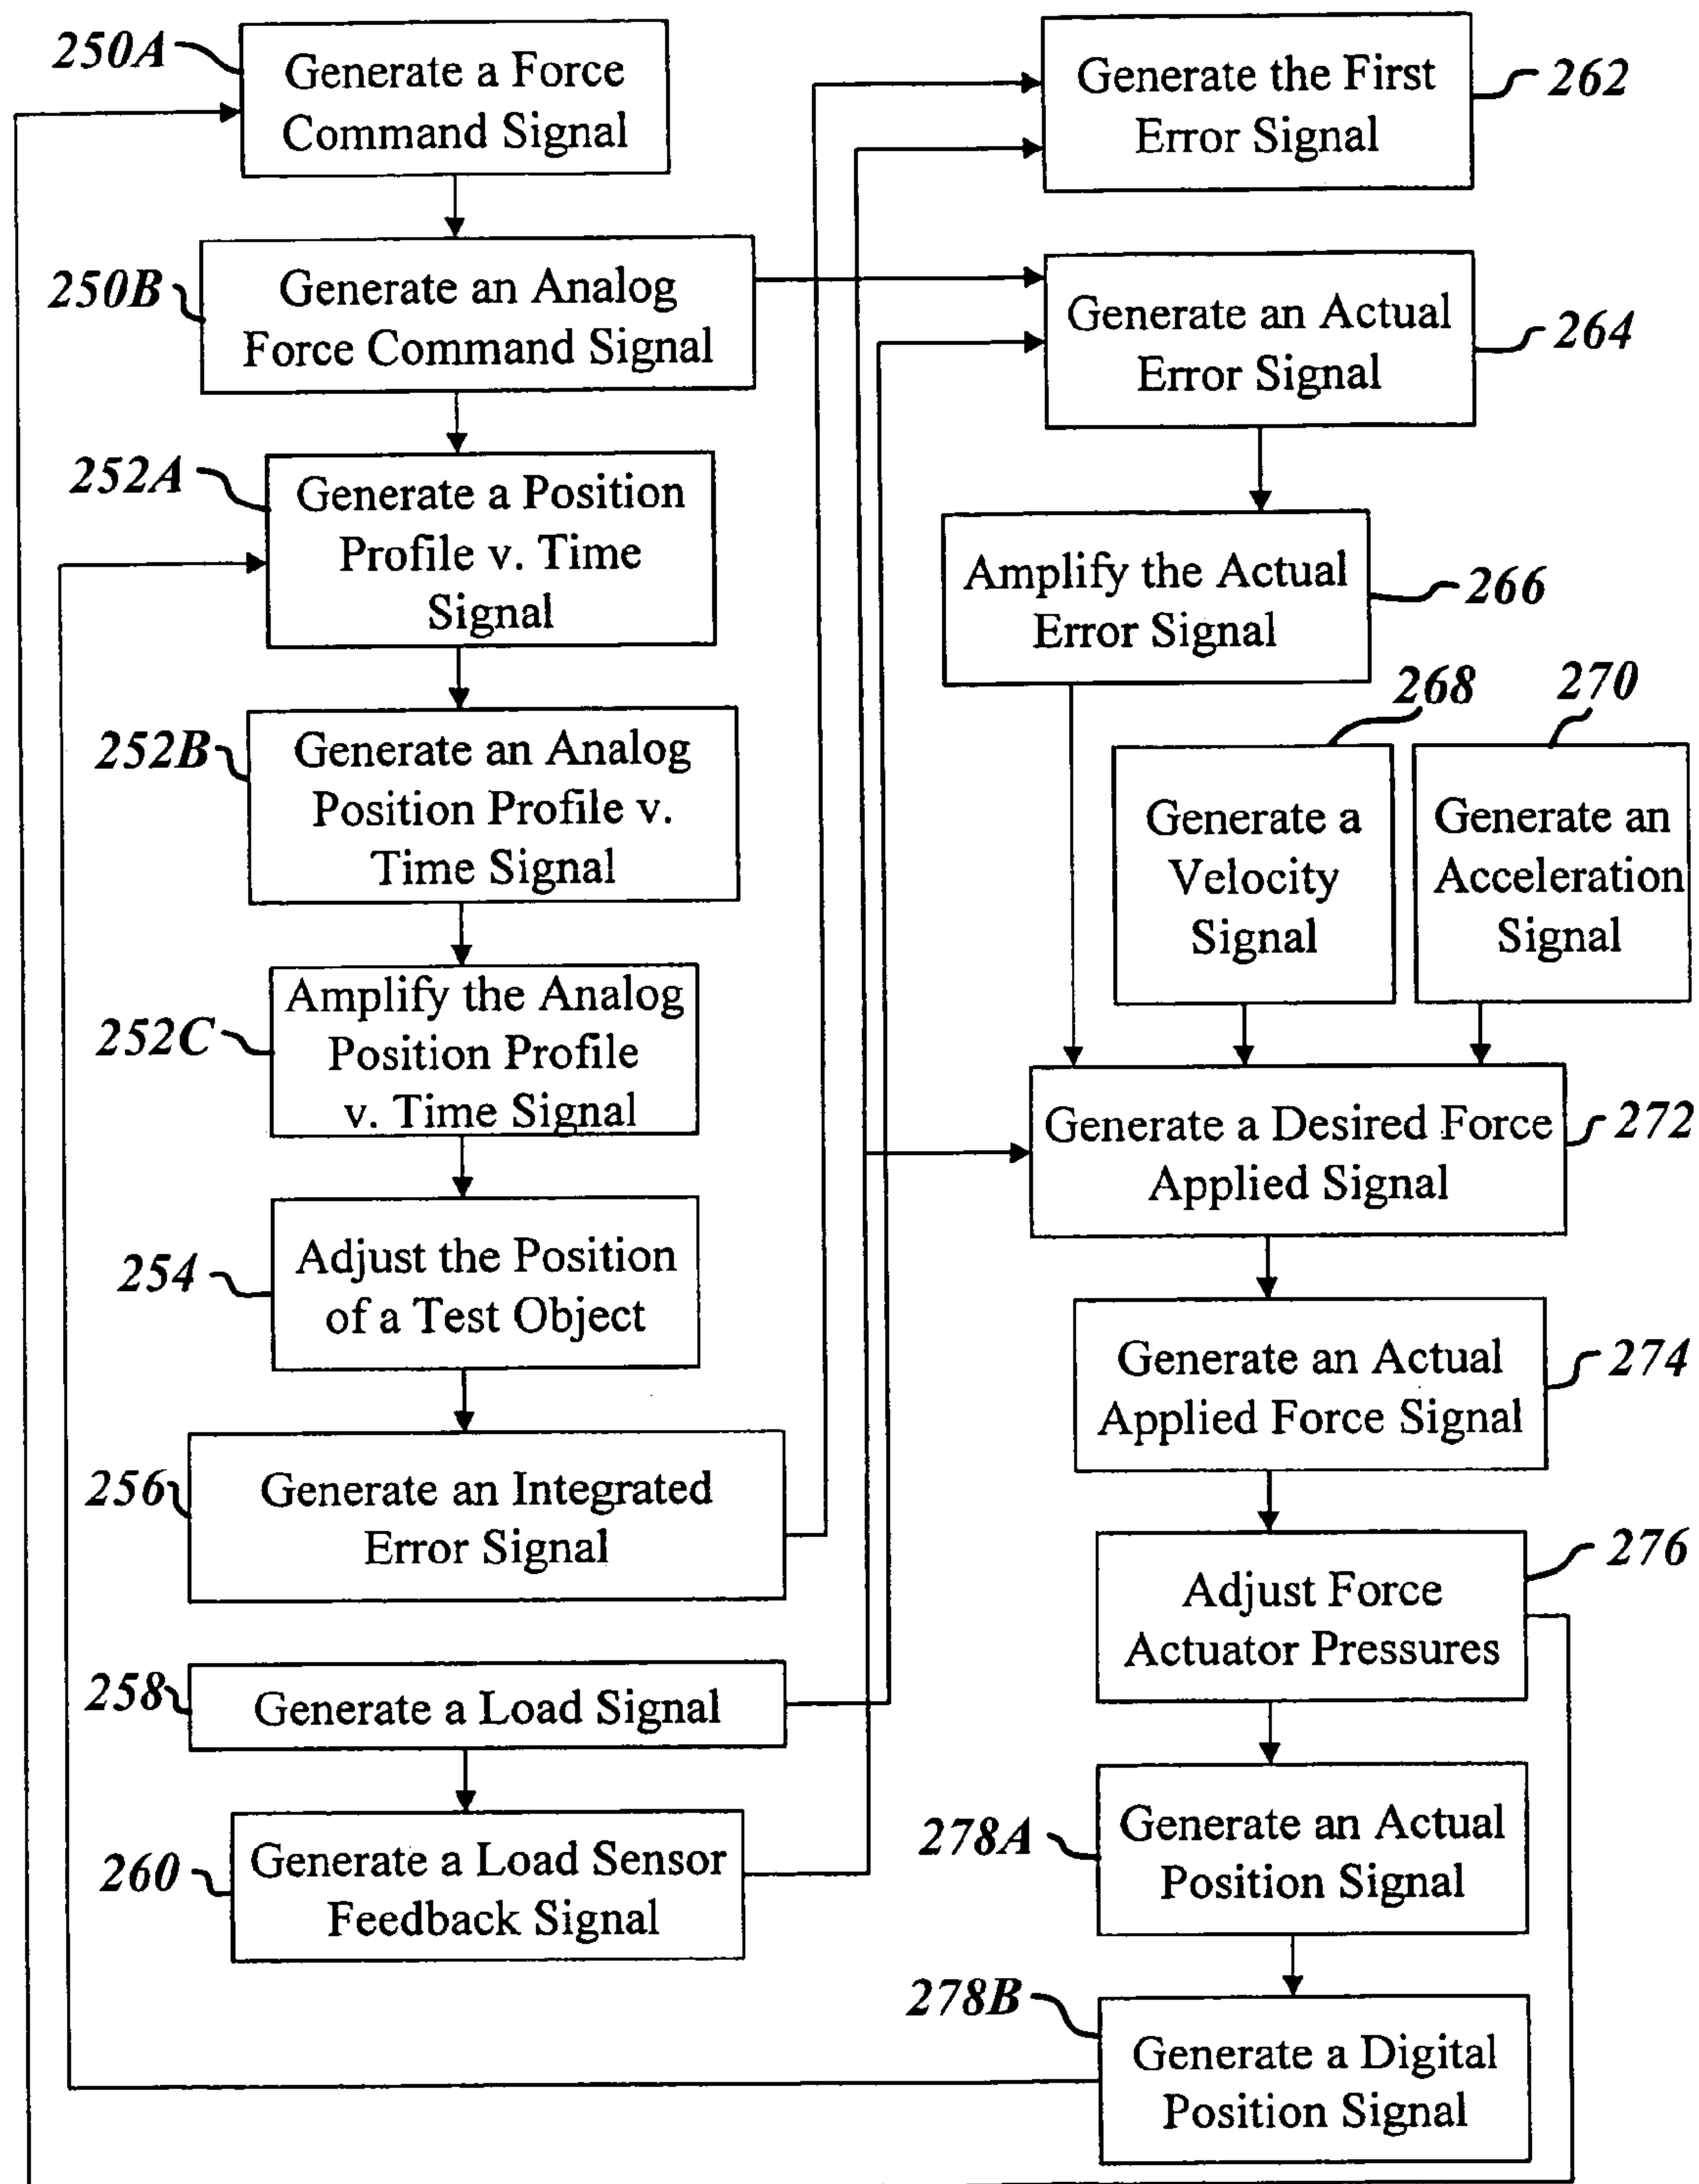 250A
Generate a Force
Command Signal
250B
Generate an Analog
Force Command Signal
252A
Generate a Position
Profile v. Time
Signal
252B
Generate an Analog
Position Profile v.
Time Signal
252C
Amplify the Analog
Position Profile
v. Time Signal
254
Adjust the Position
of a Test Object
256
Generate an Integrated
Error Signal
258
Generate a Load Signal
260
Generate a Load Sensor
Feedback Signal
Generate the First
Error Signal
262
Generate an Actual
Error Signal
264
Amplify the Actual
Error Signal
266
268
Generate a
Velocity
Signal
270
Generate an
Acceleration
Signal
Generate a Desired Force
Applied Signal
272
Generate an Actual
Applied Force Signal
274
Adjust Force
Actuator Pressures
276
278A
Generate an Actual
Position Signal
278B
Generate a Digital
Position Signal